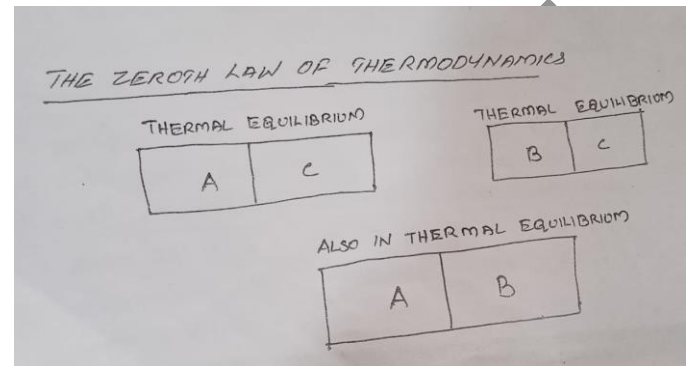 THE ZEROTH LAW OF THERMODYNAMICS
THERMAL EQUILIBRIUM
A C
THERMAL EQUILIBRIUM
B C
ALSO IN THERMAL EQUILIBRIUM
A B